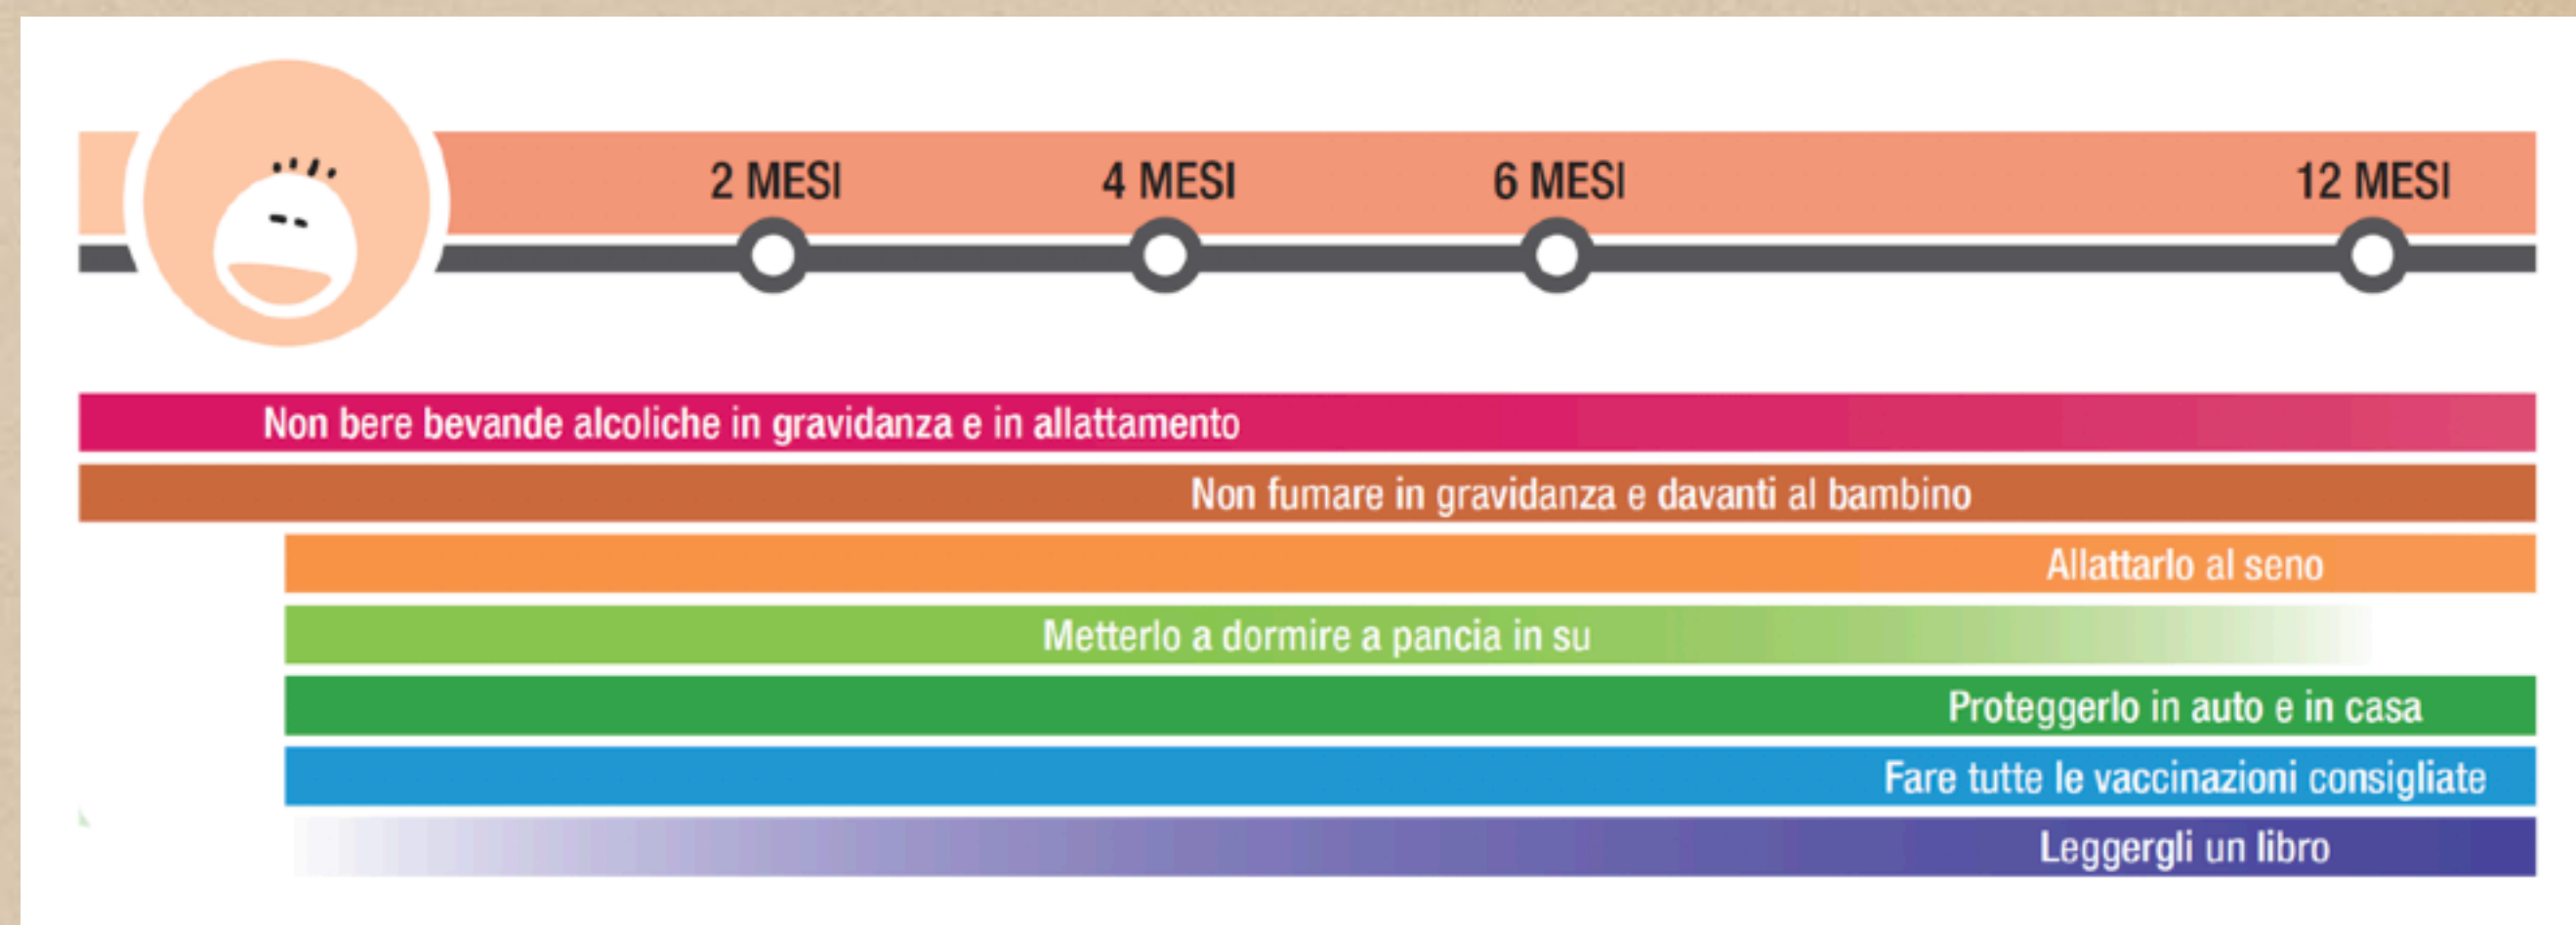 2 MESI 4 MESI 6 MESI 12 MESI
Non bere bevande alcoliche in gravidanza e in allattamento
Non fumare in gravidanza e davanti al bambino
Allattarlo al seno
Metterlo a dormire a pancia in su
Proteggerlo in auto e in casa
Fare tutte le vaccinazioni consigliate
Leggergli un libro